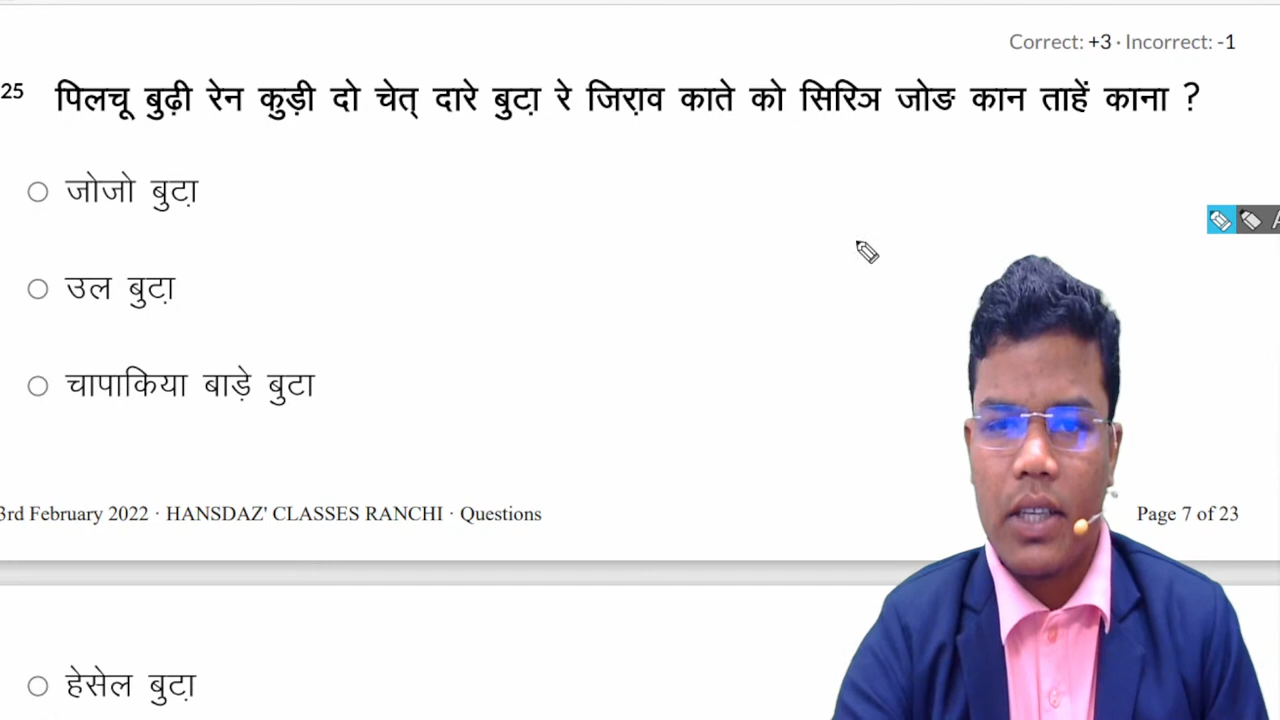 Correct: +3 · Incorrect: -1
25 पिलचू बुढ़ी रेन कुड़ी दो चेत् दारे बुटा़ रे जिरा़व काते को सिरिञ जोङ कान ताहें काना ?
जोजो बुटा़
उल बुटा़
चापाकिया बाड़े बुटा
3rd February 2022 · HANSDAZ' CLASSES RANCHI · Questions Page 7 of 23
हेसेल बुटा़